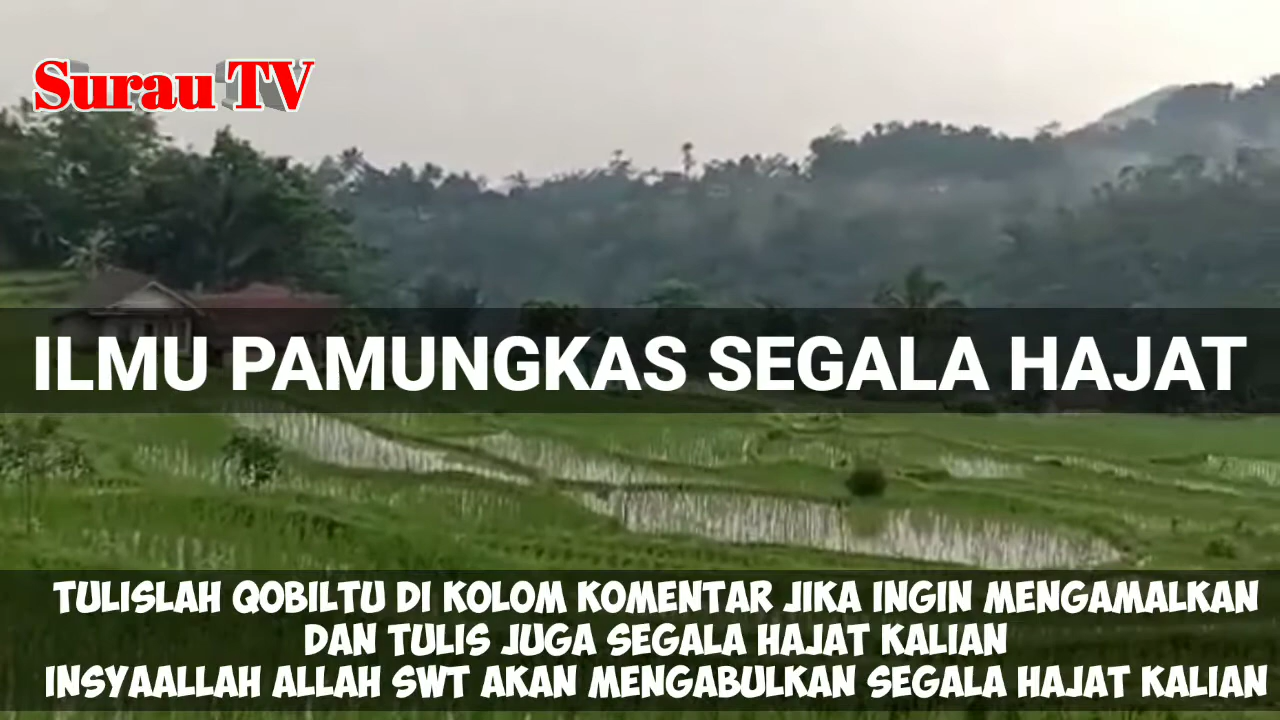 Surau TV
ILMU PAMUNGKAS SEGALA HAJAT
TULISLAH QOBILTU DI KOLOM KOMENTAR JIKA INGIN MENGAMALKAN
DAN TULIS JUGA SEGALA HAJAT KALIAN
INSYAALLAH ALLAH SWT AKAN MENGABULKAN SEGALA HAJAT KALIAN